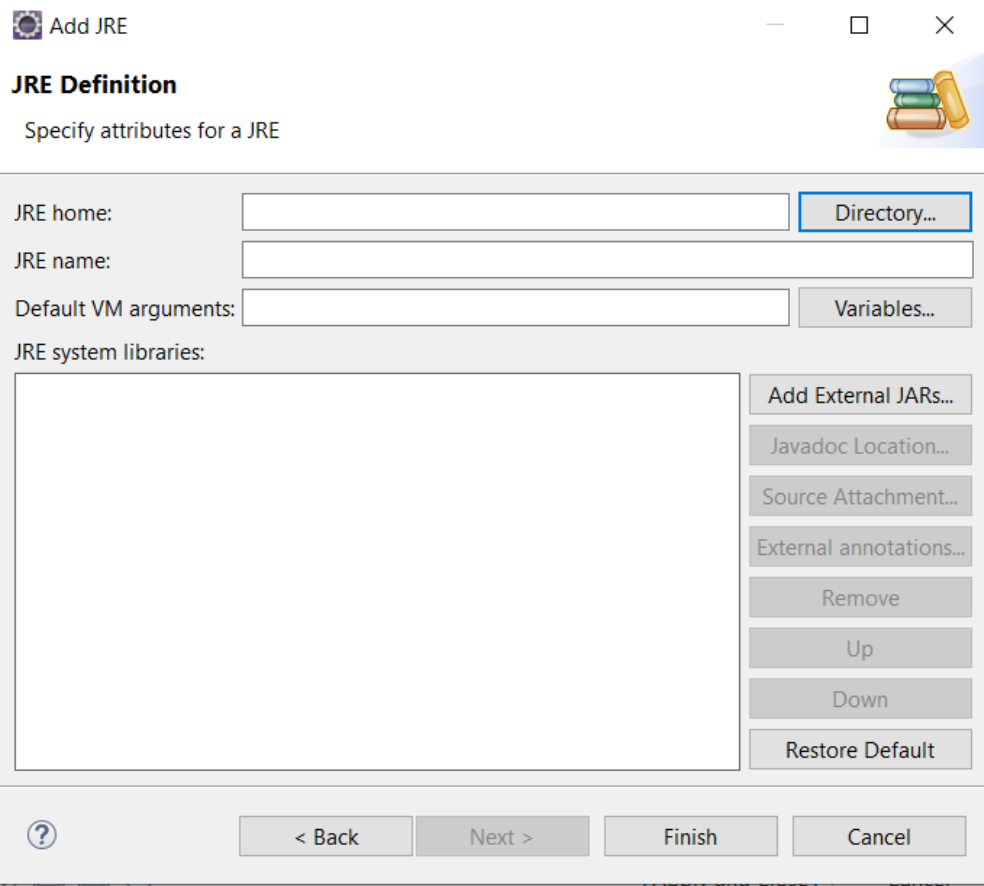 Add JRE
JRE Definition
Specify attributes for a JRE
JRE home:
Directory...
JRE name:
Default VM arguments:
Variables...
JRE system libraries:
Add External JARs...
Javadoc Location...
Source Attachment...
External annotations...
Remove
Up
Down
Restore Default
?
< Back
Next >
Finish
Cancel